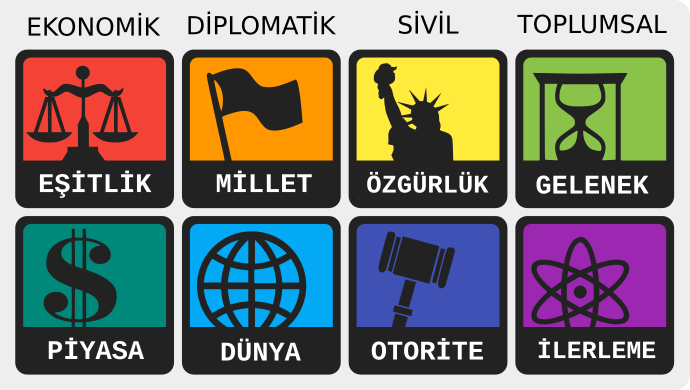 EKONOMİK DİPLOMATİK SİVİL TOPLUMSAL
EŞİTLİK MİLLET ÖZGÜRLÜK GELENEK
PİYASA DÜNYA OTORİTE İLERLEME